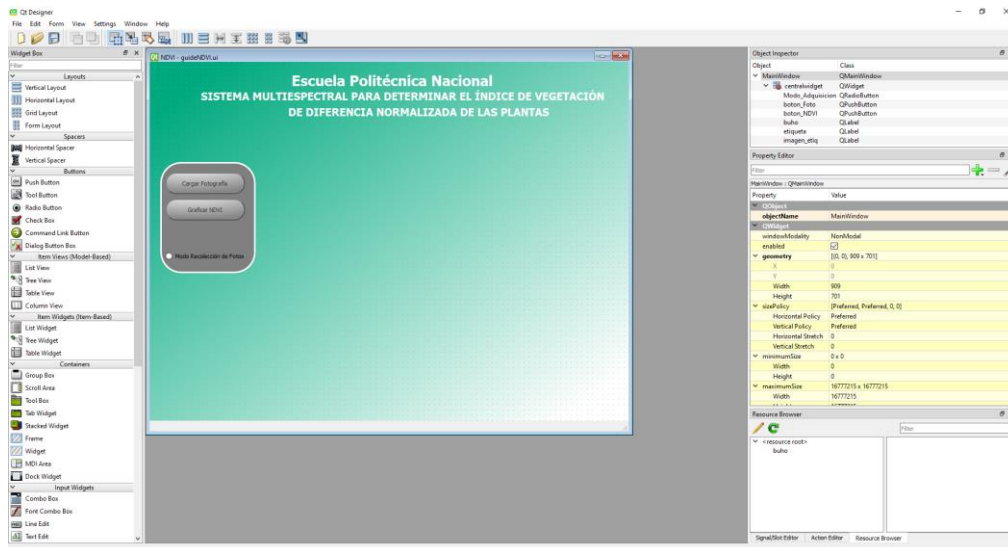 Qt Designer
File Edit Form View Settings Window Help
Widget Box
Filter
Layouts
Vertical Layout
Horizontal Layout
Grid Layout
Form Layout
Spacers
Horizontal Spacer
Vertical Spacer
Buttons
Push Button
Tool Button
Radio Button
Check Box
Command Link Button
Dialog Button Box
Item Views (Model-Based)
List View
Tree View
Table View
Column View
Item Widgets (Item-Based)
List Widget
Tree Widget
Table Widget
Containers
Group Box
Scroll Area
Tool Box
Tab Widget
Stacked Widget
Frame
Widget
MDI Area
Dock Widget
Input Widgets
Combo Box
Font Combo Box
Line Edit
Text Edit
NDVI - guideNDVI.ui
Escuela Politécnica Nacional
SISTEMA MULTIESPECTRAL PARA DETERMINAR EL ÍNDICE DE VEGETACIÓN
DE DIFERENCIA NORMALIZADA DE LAS PLANTAS
Cargar Fotografía
Graficar NDVI
Modo Recolección de Fotos
Object Inspector
Object Class
MainWindow QMainWindow
centralwidget QWidget
Modo_Adquisicion QRadioButton
boton_Foto QPushButton
boton_NDVI QPushButton
buho QLabel
etiqueta QLabel
imagen_etiq QLabel
Property Editor
Filter
MainWindow : QMainWindow
Property Value
QObject
objectName MainWindow
QWidget
windowModality NonModal
enabled
geometry [(0, 0), 909 x 701]
X 0
Y 0
Width 909
Height 701
sizePolicy [Preferred, Preferred, 0, 0]
Horizontal Policy Preferred
Vertical Policy Preferred
Horizontal Stretch 0
Vertical Stretch 0
minimumSize 0 x 0
Width 0
Height 0
maximumSize 16777215 x 16777215
Width 16777215
Resource Browser
Filter
<resource root>
buho
Signal/Slot Editor Action Editor Resource Browser